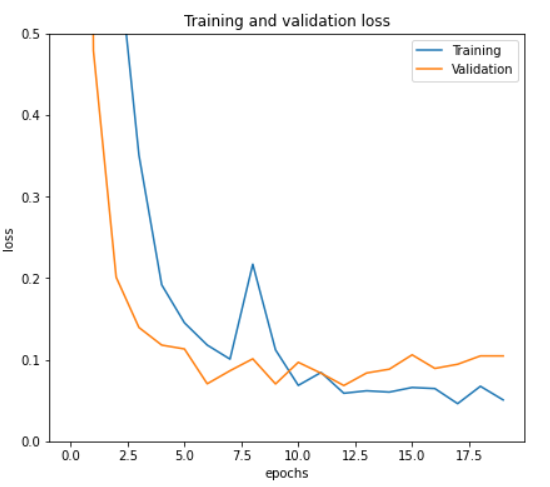 Training and validation loss
Training
Validation
0.5
0.4
0.3
0.2
0.1
0.0
loss
0.0 2.5 5.0 7.5 10.0 12.5 15.0 17.5
epochs